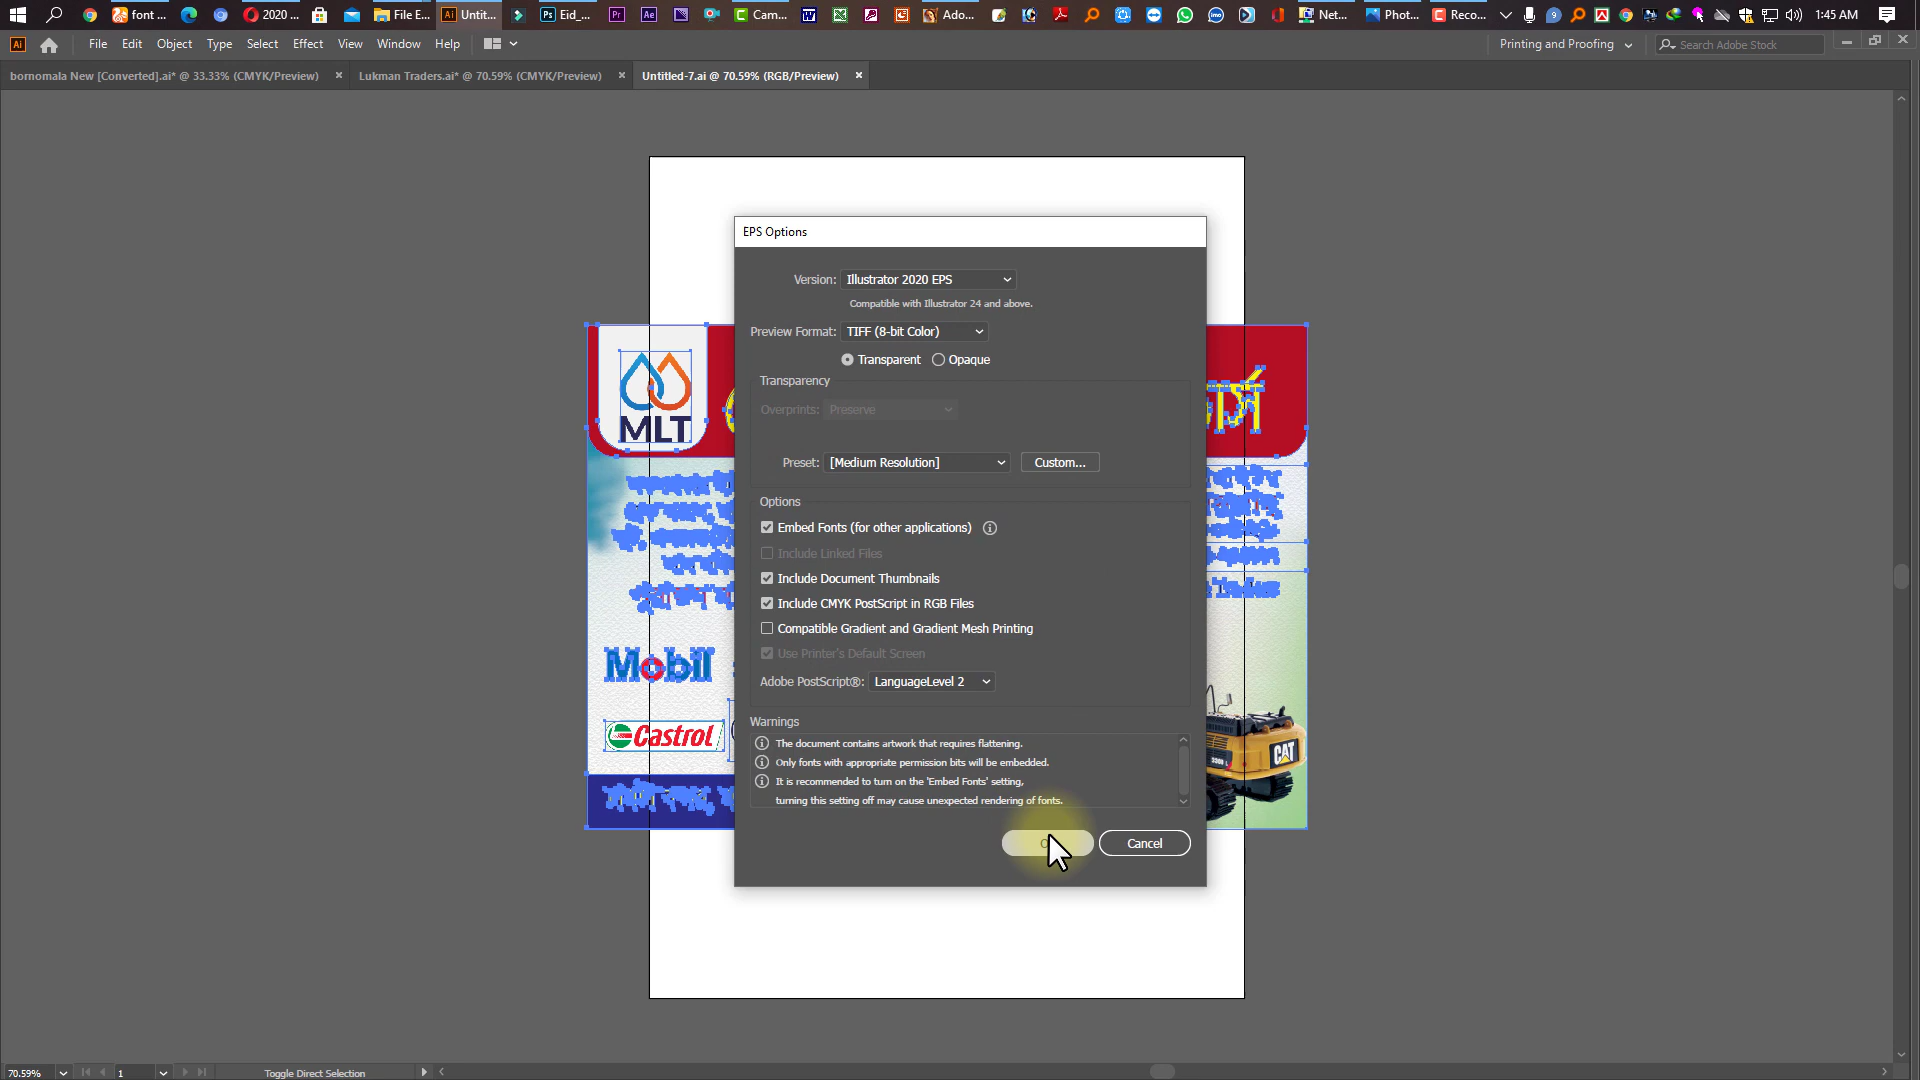 font ...
2020 ...
File E...
Untit...
Eid_...
Cam...
Ado...
Net...
Phot...
Reco...
1:45 AM
File Edit Object Type Select Effect View Window Help
Printing and Proofing
Search Adobe Stock
bornomala New [Converted].ai* @ 33.33% (CMYK/Preview)
Lukman Traders.ai* @ 70.59% (CMYK/Preview)
Untitled-7.ai @ 70.59% (RGB/Preview)
EPS Options
Version: Illustrator 2020 EPS
Compatible with Illustrator 24 and above.
Preview Format: TIFF (8-bit Color)
Transparent Opaque
Transparency
Overprints: Preserve
Preset: [Medium Resolution] Custom...
Options
Embed Fonts (for other applications)
Include Linked Files
Include Document Thumbnails
Include CMYK PostScript in RGB Files
Compatible Gradient and Gradient Mesh Printing
Use Printer's Default Screen
Adobe PostScript®: LanguageLevel 2
Warnings
The document contains artwork that requires flattening.
Only fonts with appropriate permission bits will be embedded.
It is recommended to turn on the 'Embed Fonts' setting,
turning this setting off may cause unexpected rendering of fonts.
Cancel
MLT
Mobil
Castrol
CAT
70.59%
1
Toggle Direct Selection